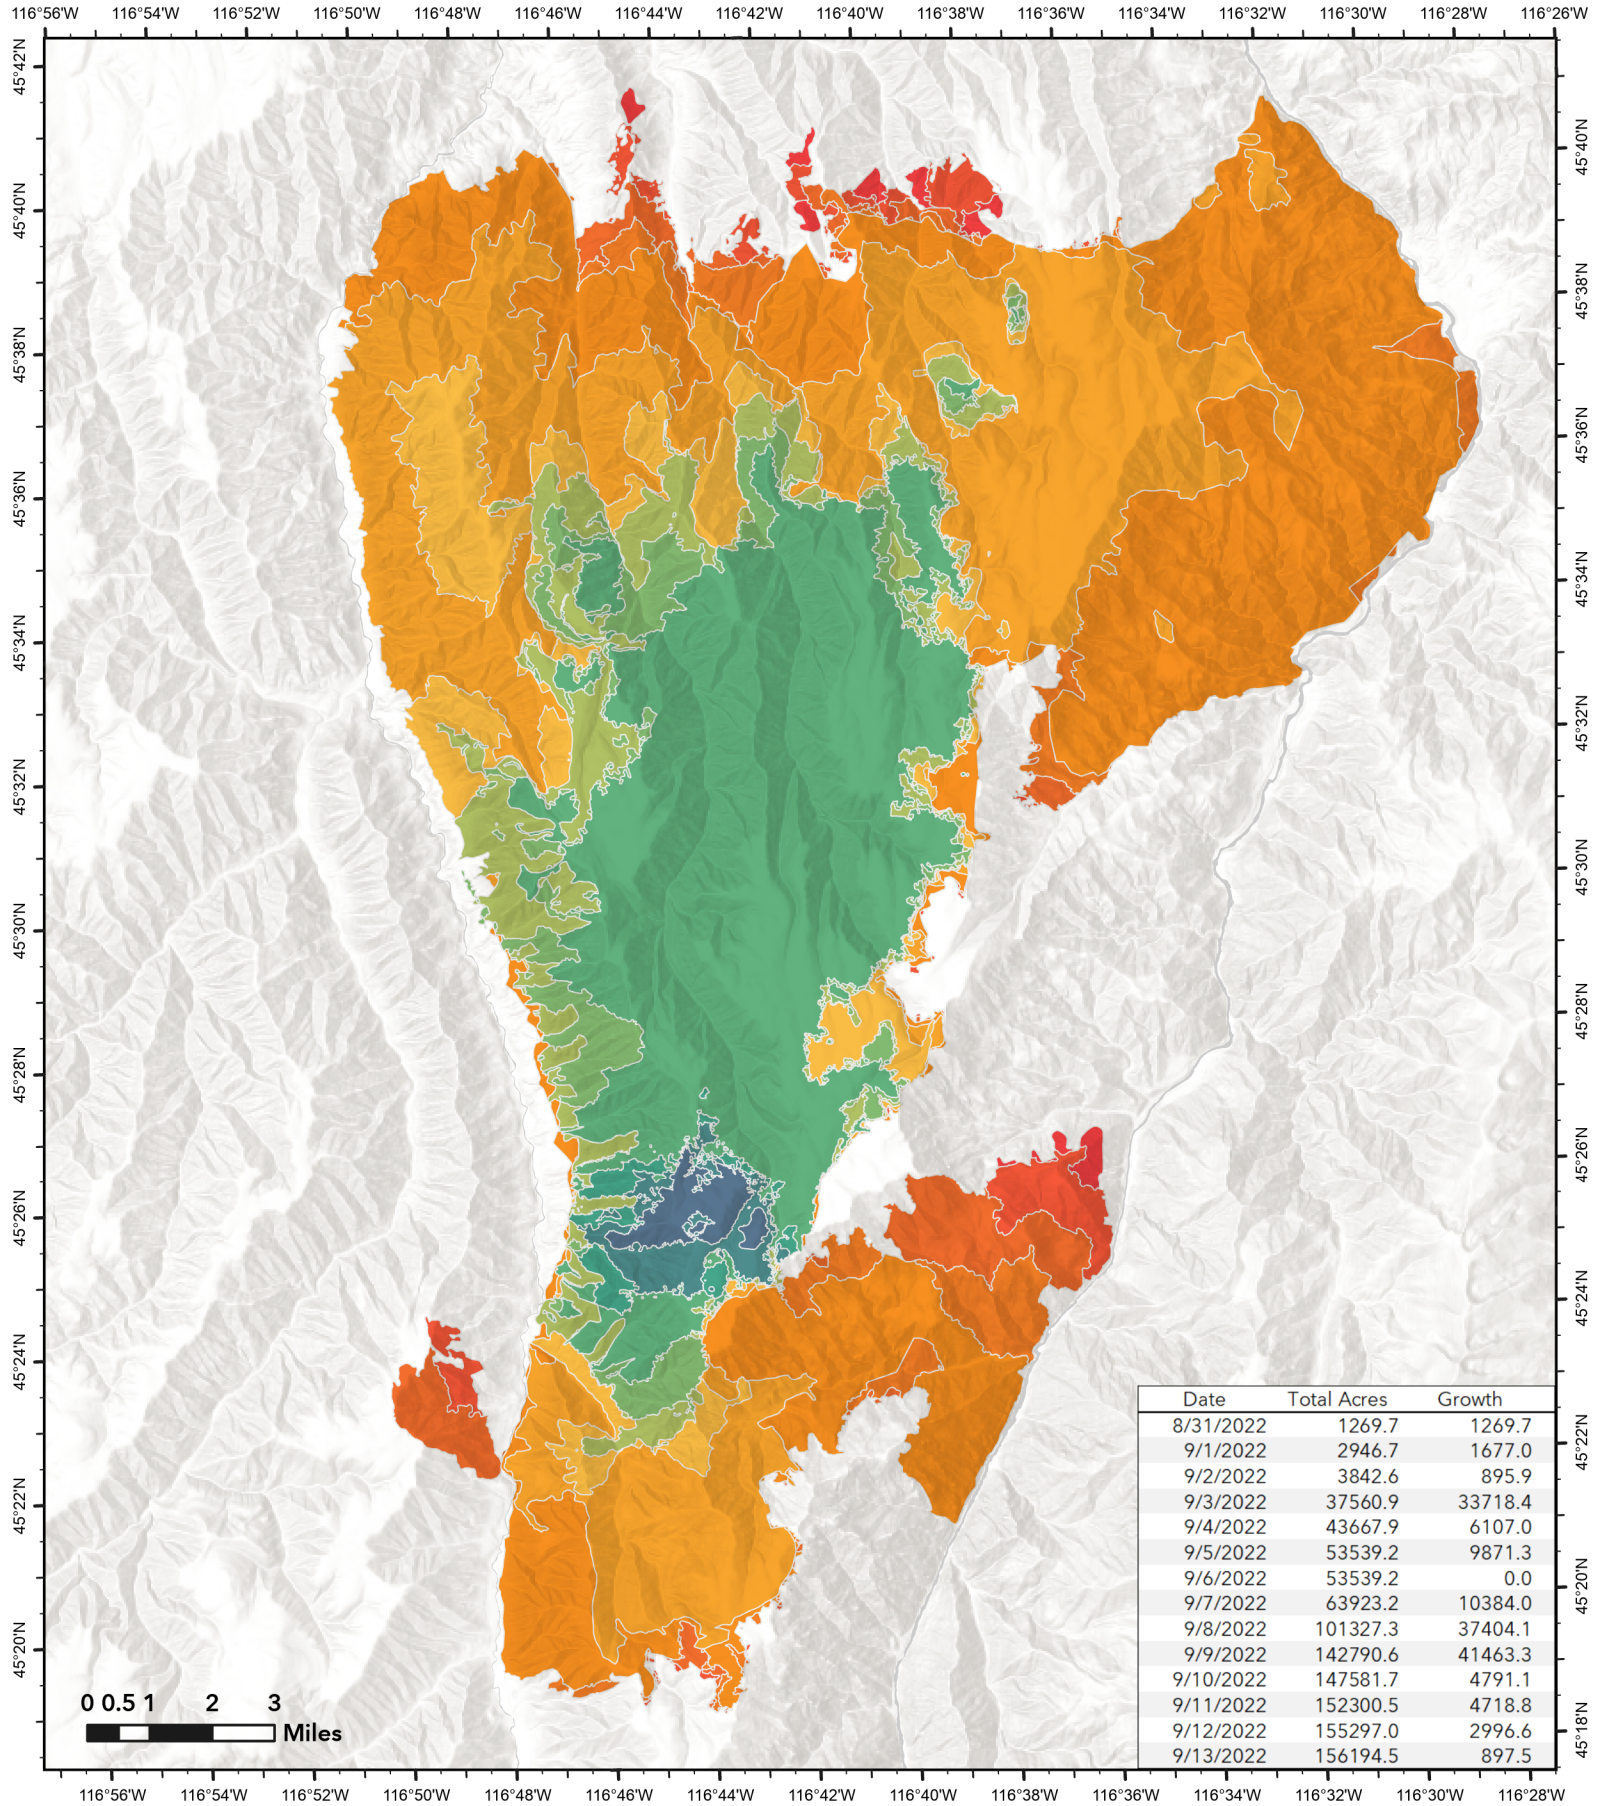 116°56'W 116°54'W 116°52'W 116°50'W 116°48'W 116°46'W 116°44'W 116°42'W 116°40'W 116°38'W 116°36'W 116°34'W 116°32'W 116°30'W 116°28'W 116°26'W
45°42'N
45°40'N
45°38'N
45°36'N
45°34'N
45°32'N
45°30'N
45°28'N
45°26'N
45°24'N
45°22'N
45°20'N
45°40'N
45°38'N
45°36'N
45°34'N
45°32'N
45°30'N
45°28'N
45°26'N
45°24'N
45°22'N
45°20'N
45°18'N
Date Total Acres Growth
8/31/2022 1269.7 1269.7
9/1/2022 2946.7 1677.0
9/2/2022 3842.6 895.9
9/3/2022 37560.9 33718.4
9/4/2022 43667.9 6107.0
9/5/2022 53539.2 9871.3
9/6/2022 53539.2 0.0
9/7/2022 63923.2 10384.0
9/8/2022 101327.3 37404.1
9/9/2022 142790.6 41463.3
9/10/2022 147581.7 4791.1
9/11/2022 152300.5 4718.8
9/12/2022 155297.0 2996.6
9/13/2022 156194.5 897.5
0 0.5 1 2 3
Miles
116°56'W 116°54'W 116°52'W 116°50'W 116°48'W 116°46'W 116°44'W 116°42'W 116°40'W 116°38'W 116°36'W 116°34'W 116°32'W 116°30'W 116°28'W